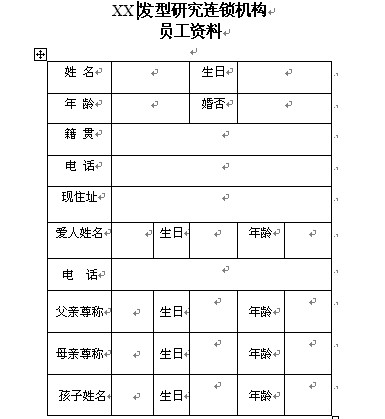 XX发型研究连锁机构
员工资料
姓 名 生日
年 龄 婚否
籍 贯
电 话
现住址
爱人姓名 生日 年龄
电 话
父亲尊称 生日 年龄
母亲尊称 生日 年龄
孩子姓名 生日 年龄